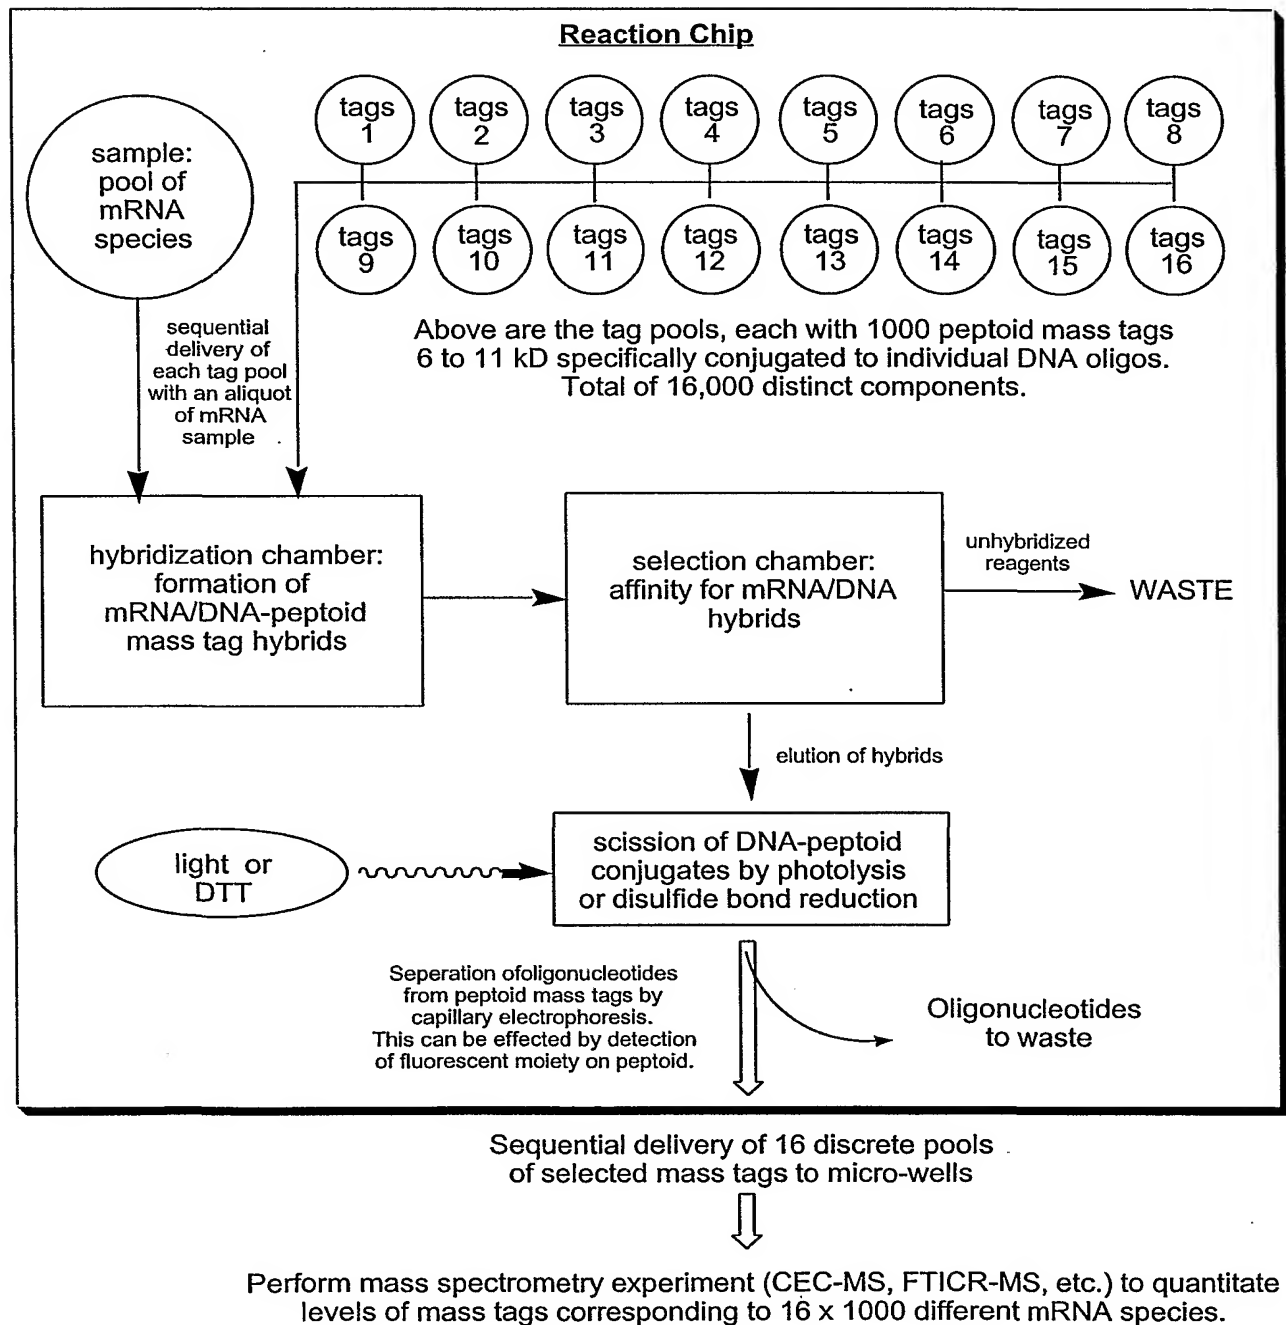 Reaction Chip
sample:
pool of
mRNA
species
tags
1
tags
2
tags
3
tags
4
tags
5
tags
6
tags
7
tags
8
tags
9
tags
10
tags
11
tags
12
tags
13
tags
14
tags
15
tags
16
sequential
delivery of
each tag pool
with an aliquot
of mRNA
sample
Above are the tag pools, each with 1000 peptoid mass tags
6 to 11 kD specifically conjugated to individual DNA oligos.
Total of 16,000 distinct components.
hybridization chamber:
formation of
mRNA/DNA-peptoid
mass tag hybrids
selection chamber:
affinity for mRNA/DNA
hybrids
unhybridized
reagents
WASTE
elution of hybrids
light or
DTT
scission of DNA-peptoid
conjugates by photolysis
or disulfide bond reduction
Seperation ofoligonucleotides
from peptoid mass tags by
capillary electrophoresis.
This can be effected by detection
of fluorescent moiety on peptoid.
Oligonucleotides
to waste
Sequential delivery of 16 discrete pools
of selected mass tags to micro-wells
Perform mass spectrometry experiment (CEC-MS, FTICR-MS, etc.) to quantitate
levels of mass tags corresponding to 16 x 1000 different mRNA species.